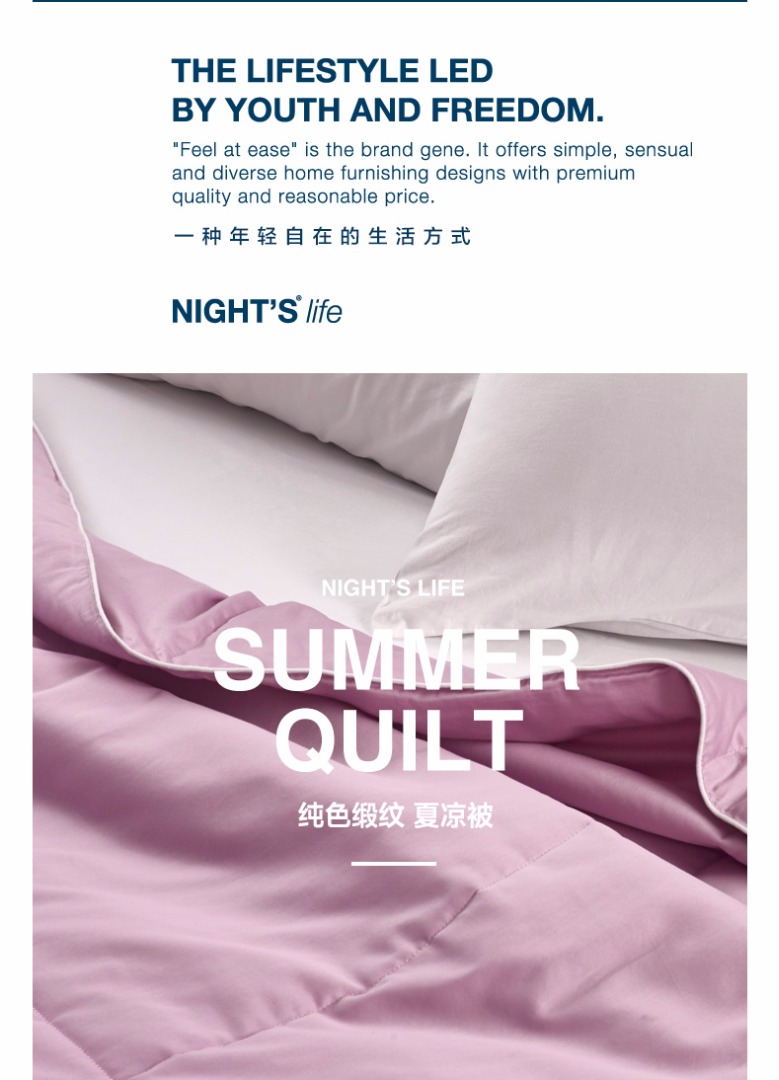 THE LIFESTYLE LED
BY YOUTH AND FREEDOM.
"Feel at ease" is the brand gene. It offers simple, sensual
and diverse home furnishing designs with premium
quality and reasonable price.
一种年轻自在的生活方式
NIGHT'S® life
NIGHT'S LIFE
SUMMER
QUILT
纯色缎纹 夏凉被